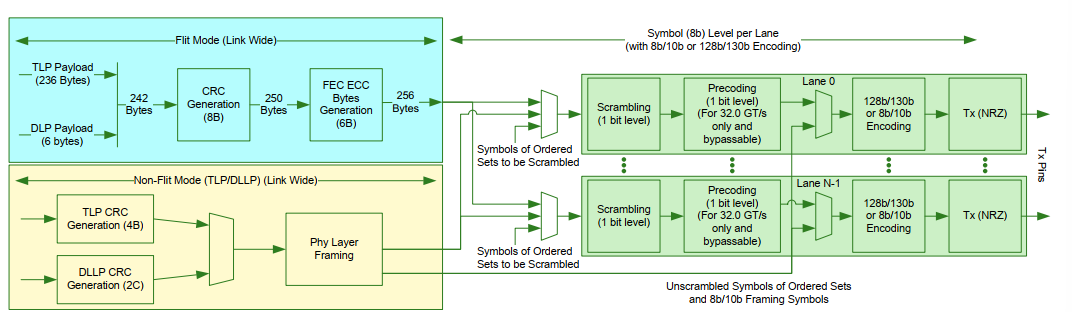 Flit Mode (Link Wide)
TLP Payload
(236 Bytes)
DLP Payload
(6 bytes)
242
Bytes
CRC
Generation
(8B)
250
Bytes
FEC ECC
Bytes
Generation
(6B)
256
Bytes
Non-Flit Mode (TLP/DLLP) (Link Wide)
TLP CRC
Generation (4B)
DLLP CRC
Generation (2C)
Phy Layer
Framing
Symbol (8b) Level per Lane
(with 8b/10b or 128b/130b Encoding)
Symbols of Ordered
Sets to be Scrambled
Scrambling
(1 bit level)
Precoding
(1 bit level)
(For 32.0 GT/s
only and
bypassable)
Lane 0
128b/130b
or 8b/10b
Encoding
Tx (NRZ)
Tx Pins
Symbols of Ordered
Sets to be Scrambled
Scrambling
(1 bit level)
Precoding
(1 bit level)
(For 32.0 GT/s
only and
bypassable)
Lane N-1
128b/130b
or 8b/10b
Encoding
Tx (NRZ)
Unscrambled Symbols of Ordered Sets
and 8b/10b Framing Symbols